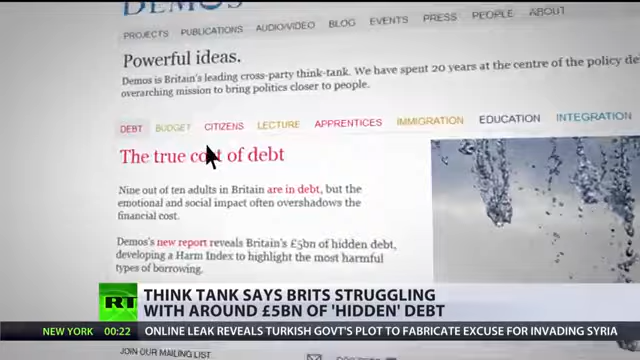 DEMOS
PROJECTS PUBLICATIONS AUDIO/VIDEO BLOG EVENTS PRESS PEOPLE ABOUT
Powerful ideas.
Demos is Britain's leading cross-party think-tank. We have spent 20 years at the centre of the policy de
overarching mission to bring politics closer to people.
DEBT BUDGET CITIZENS LECTURE APPRENTICES IMMIGRATION EDUCATION INTEGRATION
The true cost of debt
Nine out of ten adults in Britain are in debt, but the
emotional and social impact often overshadows the
financial cost.
Demos's new report reveals Britain's £5bn of hidden debt,
developing a Harm Index to highlight the most harmful
types of borrowing.
RT
THINK TANK SAYS BRITS STRUGGLING
WITH AROUND £5BN OF 'HIDDEN' DEBT
NEW YORK 00:22 ONLINE LEAK REVEALS TURKISH GOVT'S PLOT TO FABRICATE EXCUSE FOR INVADING SYRIA
JOIN OUR MAILING LIST